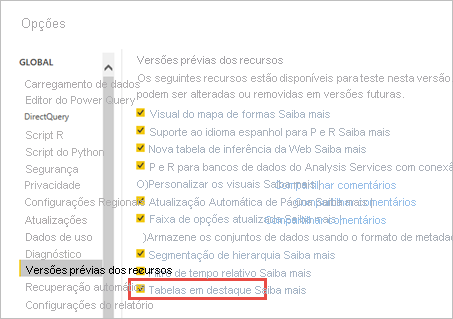 Opções
GLOBAL
Carregamento de dados
Editor do Power Query
DirectQuery
Script R
Script do Python
Segurança
Privacidade
Configurações Regionais
Atualizações
Dados de uso
Diagnóstico
Versões prévias dos recursos
Recuperação automática
Configurações do relatório
Versões prévias dos recursos
Os seguintes recursos estão disponíveis para teste nesta versão
podem ser alteradas ou removidas em versões futuras.
Visual do mapa de formas Saiba mais
Suporte ao idioma espanhol para P e R Saiba mais
Nova tabela de inferência da Web Saiba mais
P e R para bancos de dados do Analysis Services com conexã
O)Personalizar os visuais Saiba mais | Compartilhar comentários
Atualização Automática de Página Saiba mais | Compartilhar comentários
Faixa de opções atualizada Saiba mais | Compartilhar comentários
)Armazene os conjuntos de dados usando o formato de metadad
Segmentação de hierarquia Saiba mais
de tempo relativo Saiba mais
Tabelas em destaque Saiba mais